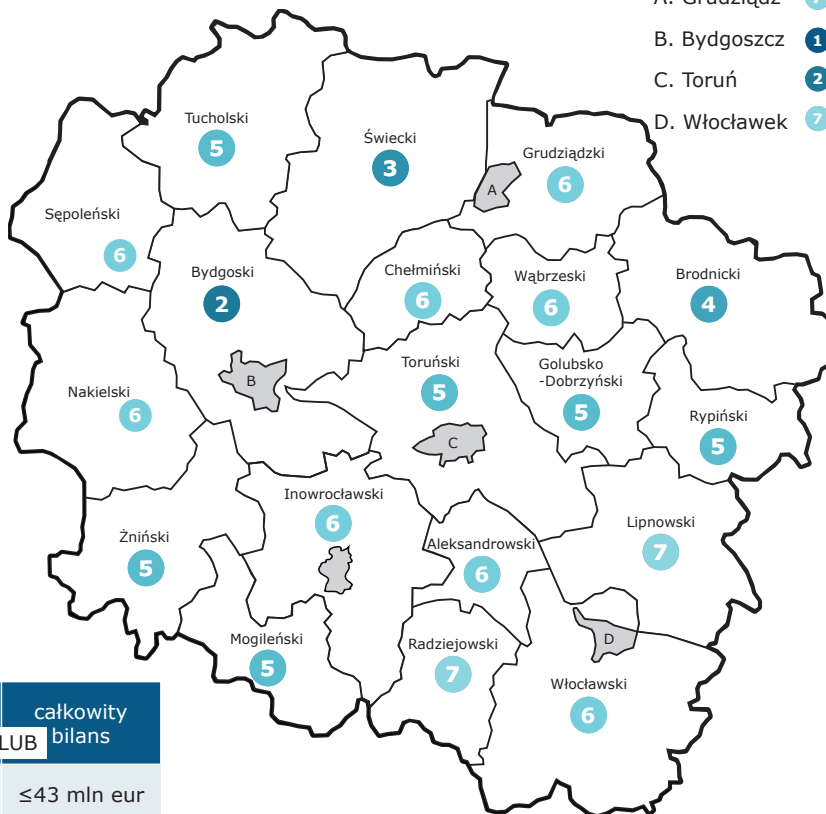 A. Grudziądz 7
B. Bydgoszcz 1
C. Toruń 2
D. Włocławek 7
Tucholski
5
Świecki
3
Grudziądzki
6
A
Sępoleński
6
Bydgoski
2
Chełmiński
6
Wąbrzeski
6
Brodnicki
4
Nakielski
6
B
Toruński
5
C
Golubsko
-Dobrzyński
5
Rypiński
5
Żniński
5
Inowrocławski
6
Aleksandrowski
6
Lipnowski
7
Mogileński
5
Radziejowski
7
D
Włocławski
6
całkowity
bilans
LUB
≤43 mln eur